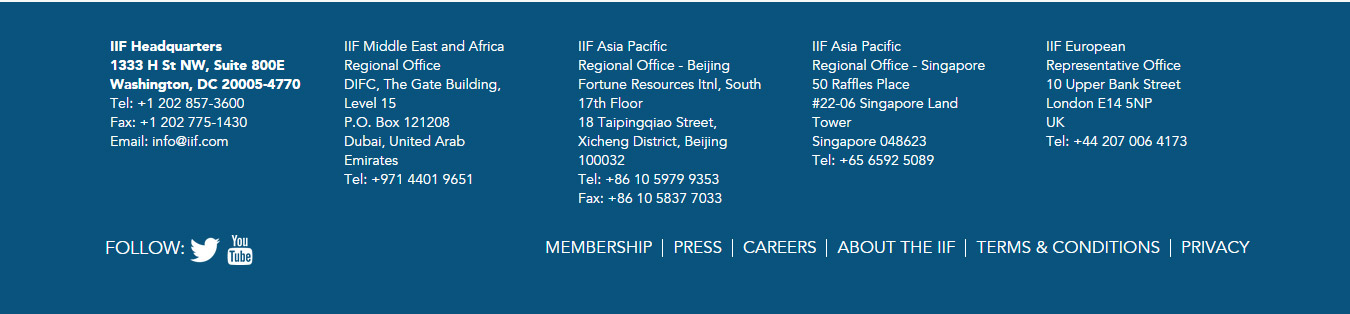 IIF Headquarters
1333 H St NW, Suite 800E
Washington, DC 20005-4770
Tel: +1 202 857-3600
Fax: +1 202 775-1430
Email: info@iif.com
IIF Middle East and Africa
Regional Office
DIFC, The Gate Building,
Level 15
P.O. Box 121208
Dubai, United Arab
Emirates
Tel: +971 4401 9651
IIF Asia Pacific
Regional Office - Beijing
Fortune Resources Itnl, South
17th Floor
18 Taipingqiao Street,
Xicheng District, Beijing
100032
Tel: +86 10 5979 9353
Fax: +86 10 5837 7033
IIF Asia Pacific
Regional Office - Singapore
50 Raffles Place
#22-06 Singapore Land
Tower
Singapore 048623
Tel: +65 6592 5089
IIF European
Representative Office
10 Upper Bank Street
London E14 5NP
UK
Tel: +44 207 006 4173
FOLLOW:
You
Tube
MEMBERSHIP | PRESS | CAREERS | ABOUT THE IIF | TERMS & CONDITIONS | PRIVACY